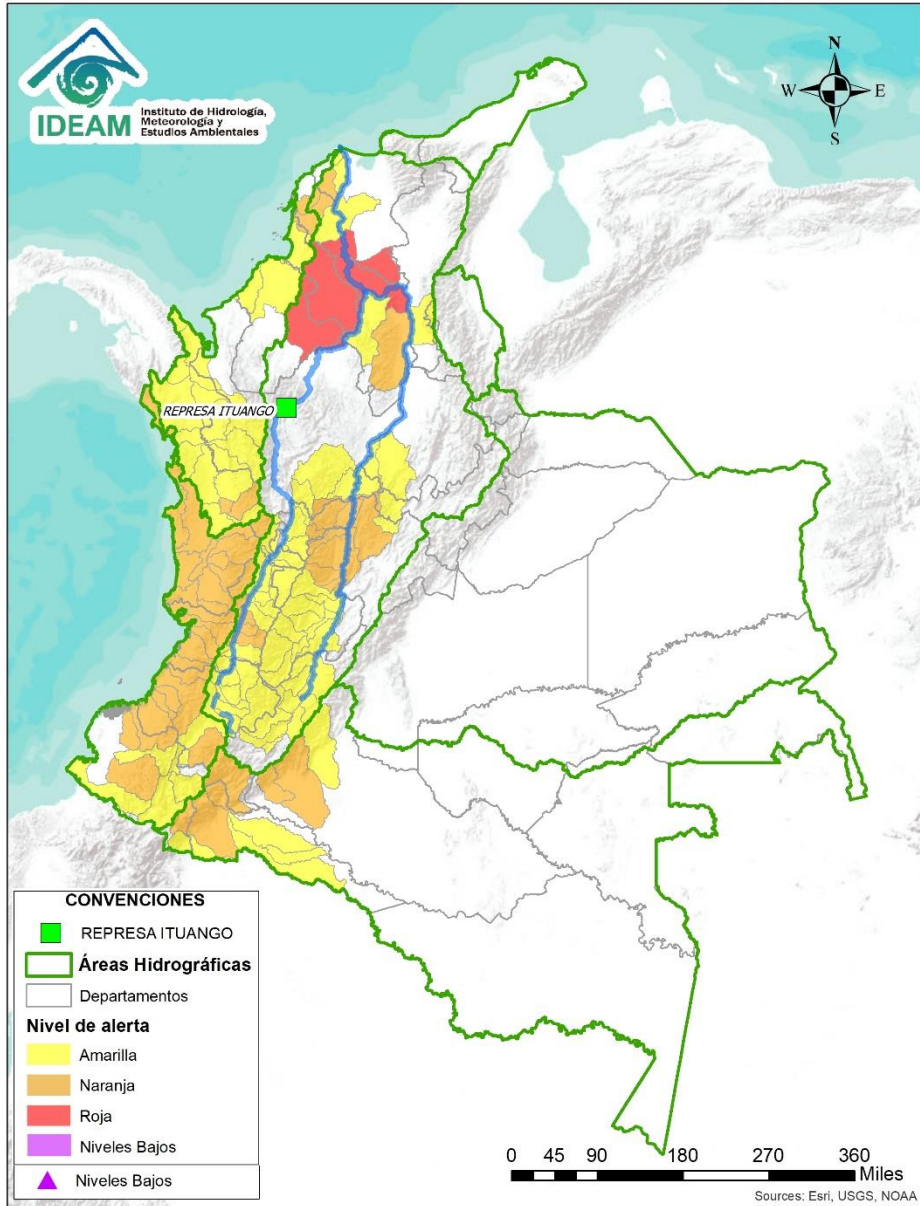 IDEAM
Instituto de Hidrología,
Meteorología y
Estudios Ambientales
N
W
E
S
REPRESA ITUANGO
CONVENCIONES
REPRESA ITUANGO
Áreas Hidrográficas
Departamentos
Nivel de alerta
Amarilla
Naranja
Roja
Niveles Bajos
Niveles Bajos
0 45 90 180 270 360
Miles
Sources: Esri, USGS, NOAA